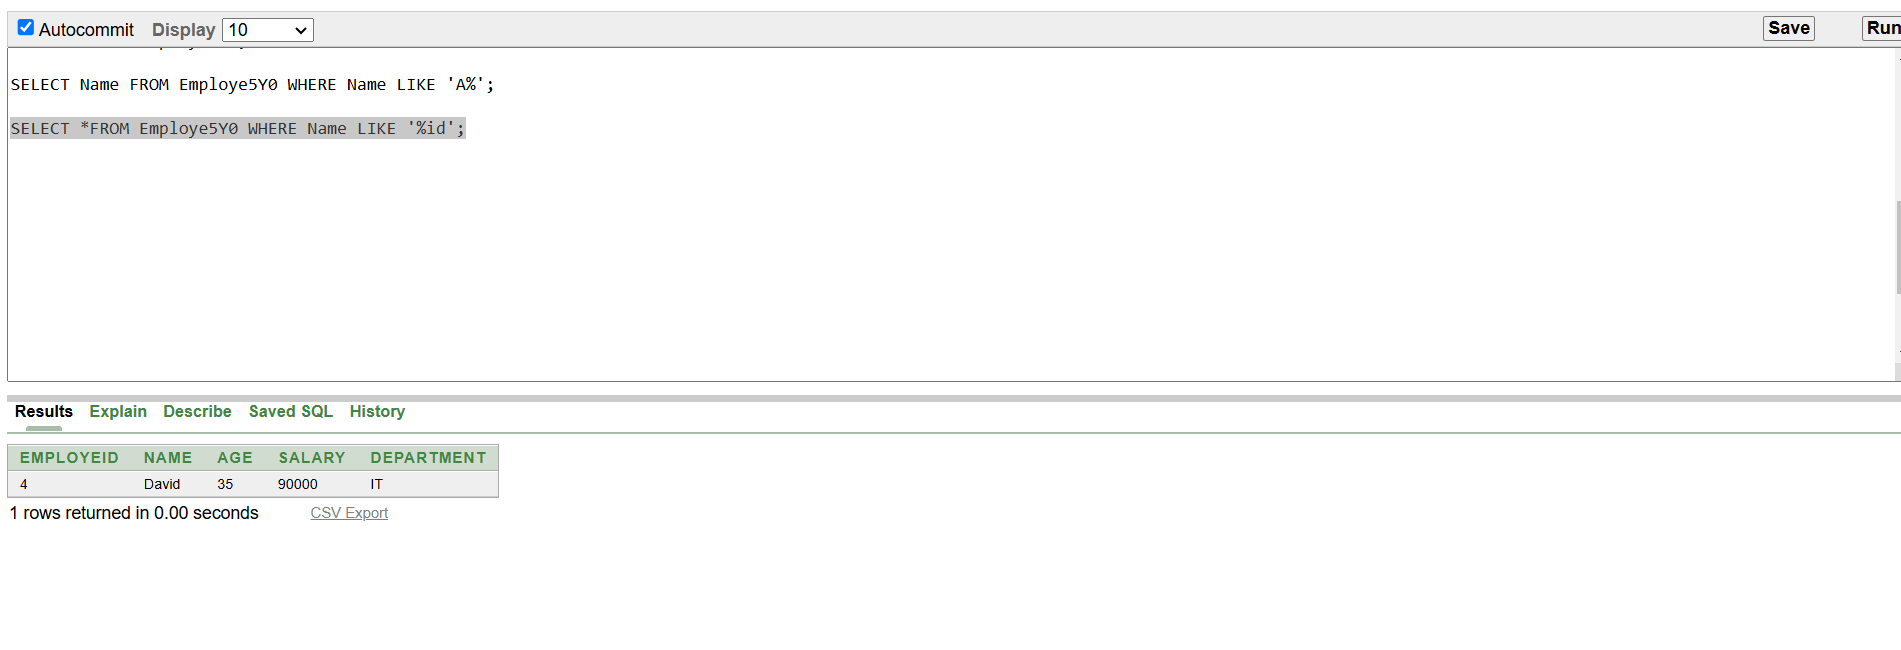 Autocommit Display 10 Save Run
SELECT Name FROM Employe5Y0 WHERE Name LIKE 'A%';
SELECT *FROM Employe5Y0 WHERE Name LIKE '%id';
Results Explain Describe Saved SQL History
EMPLOYEID NAME AGE SALARY DEPARTMENT
4 David 35 90000 IT
1 rows returned in 0.00 seconds CSV Export